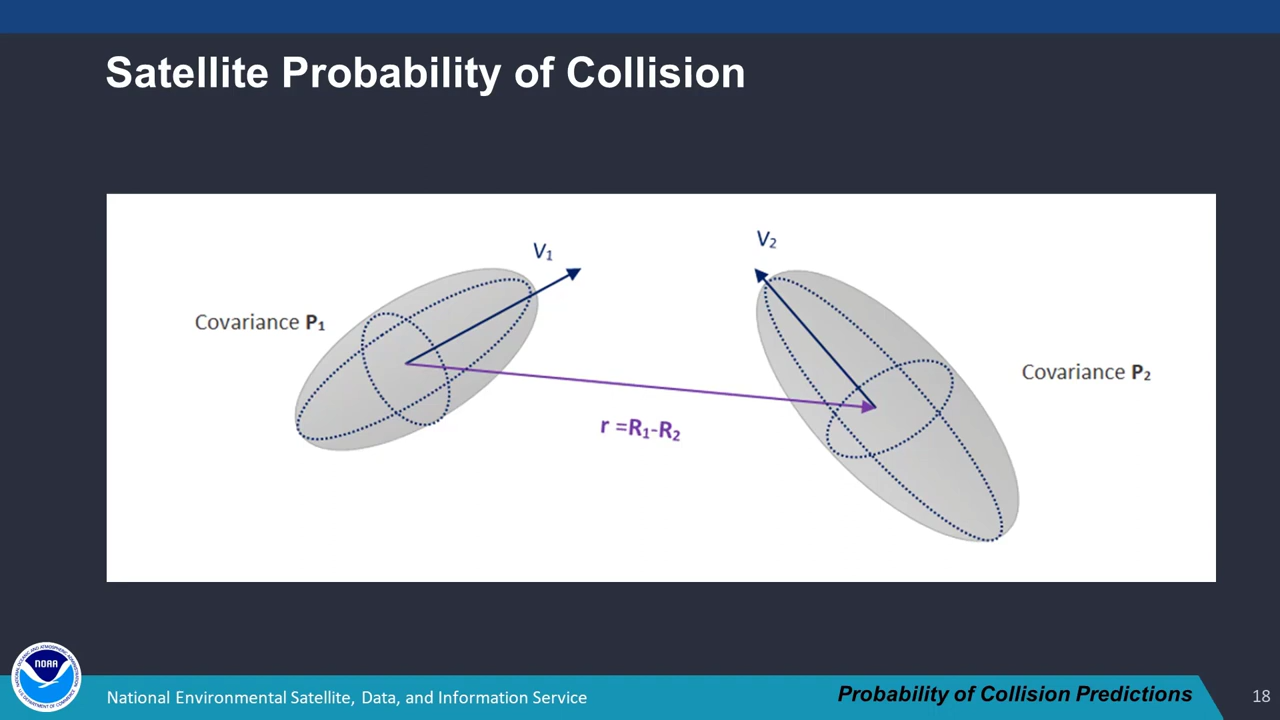 Satellite Probability of Collision
V1
V2
Covariance P1
Covariance P2
r =R1-R2
NOAA
National Environmental Satellite, Data, and Information Service
Probability of Collision Predictions
18